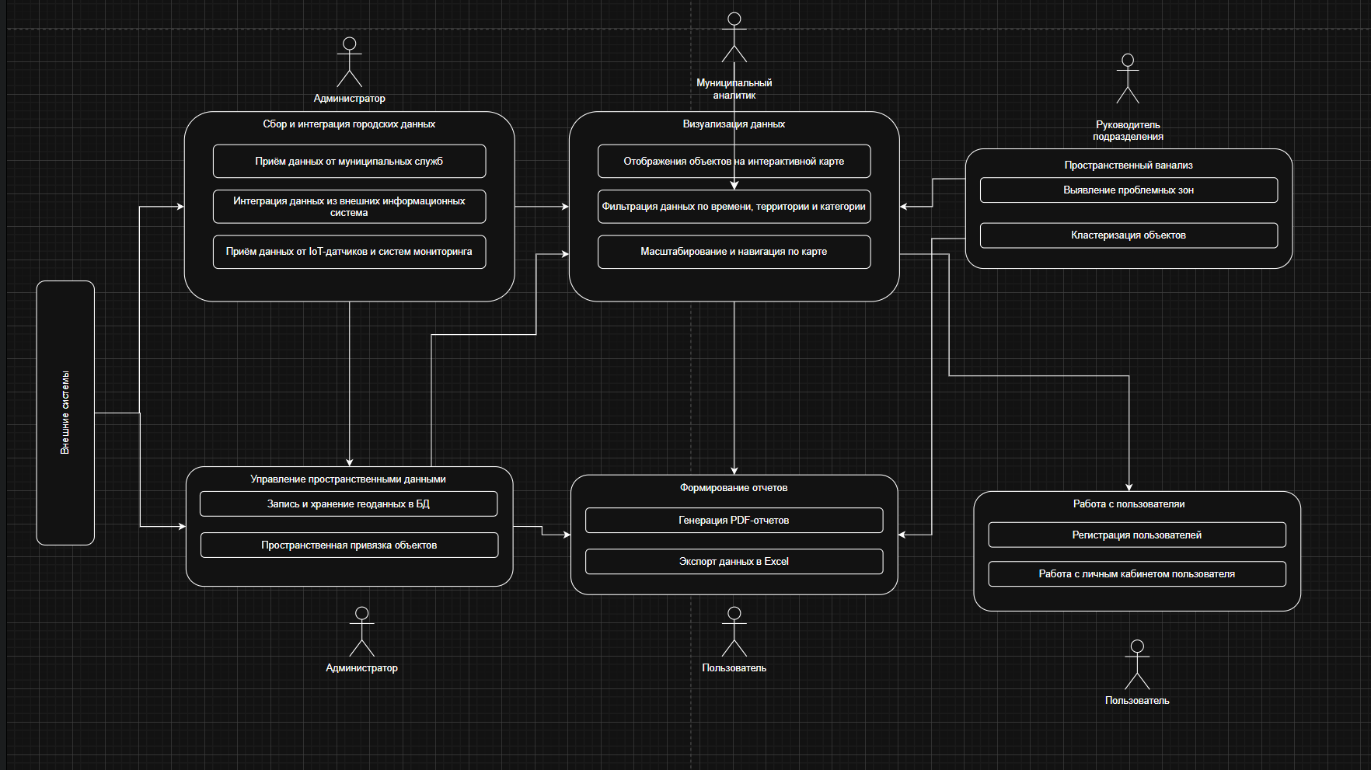 Администратор
Муниципальный
аналитик
Руководитель
подразделения
Сбор и интеграция городских данных
Приём данных от муниципальных служб
Интеграция данных из внешних информационных
система
Приём данных от IoT-датчиков и систем мониторинга
Визуализация данных
Отображения объектов на интерактивной карте
Фильтрация данных по времени, территории и категории
Масштабирование и навигация по карте
Пространственный ванализ
Выявление проблемных зон
Кластеризация объектов
Внешние системы
Управление пространственными данными
Запись и хранение геоданных в БД
Пространственная привязка объектов
Администратор
Формирование отчетов
Генерация PDF-отчетов
Экспорт данных в Excel
Пользователь
Работа с пользователяи
Регистрация пользователей
Работа с личным кабинетом пользователя
Пользователь